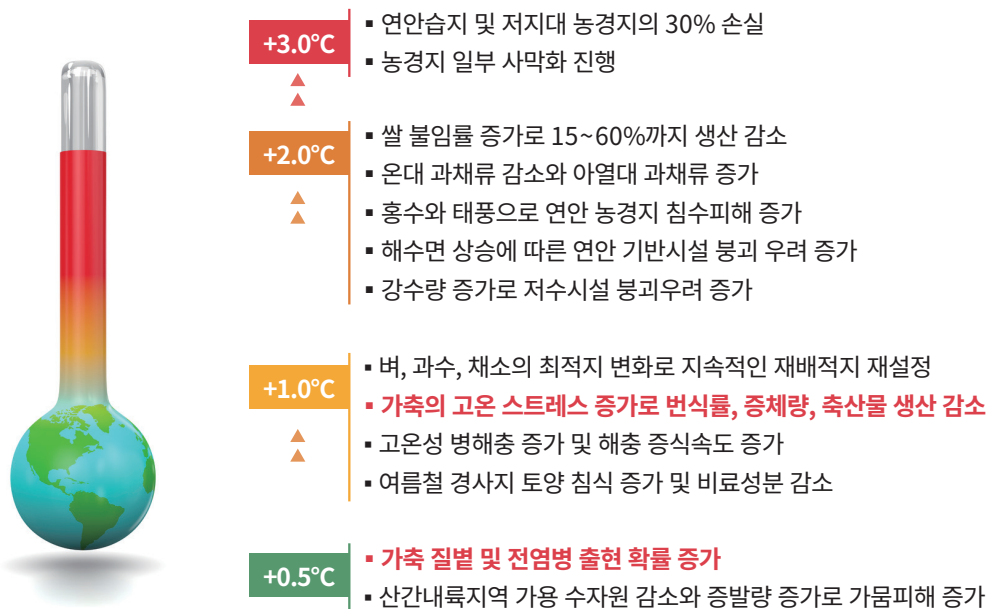 +3.0°C
▪ 연안습지 및 저지대 농경지의 30% 손실
▪ 농경지 일부 사막화 진행
+2.0°C
▪ 쌀 불임률 증가로 15~60%까지 생산 감소
▪ 온대 과채류 감소와 아열대 과채류 증가
▪ 홍수와 태풍으로 연안 농경지 침수피해 증가
▪ 해수면 상승에 따른 연안 기반시설 붕괴 우려 증가
▪ 강수량 증가로 저수시설 붕괴우려 증가
+1.0°C
▪ 벼, 과수, 채소의 최적지 변화로 지속적인 재배적지 재설정
▪ 가축의 고온 스트레스 증가로 번식률, 증체량, 축산물 생산 감소
▪ 고온성 병해충 증가 및 해충 증식속도 증가
▪ 여름철 경사지 토양 침식 증가 및 비료성분 감소
+0.5°C
▪ 가축 질볕 및 전염병 출현 확률 증가
▪ 산간내륙지역 가용 수자원 감소와 증발량 증가로 가뭄피해 증가